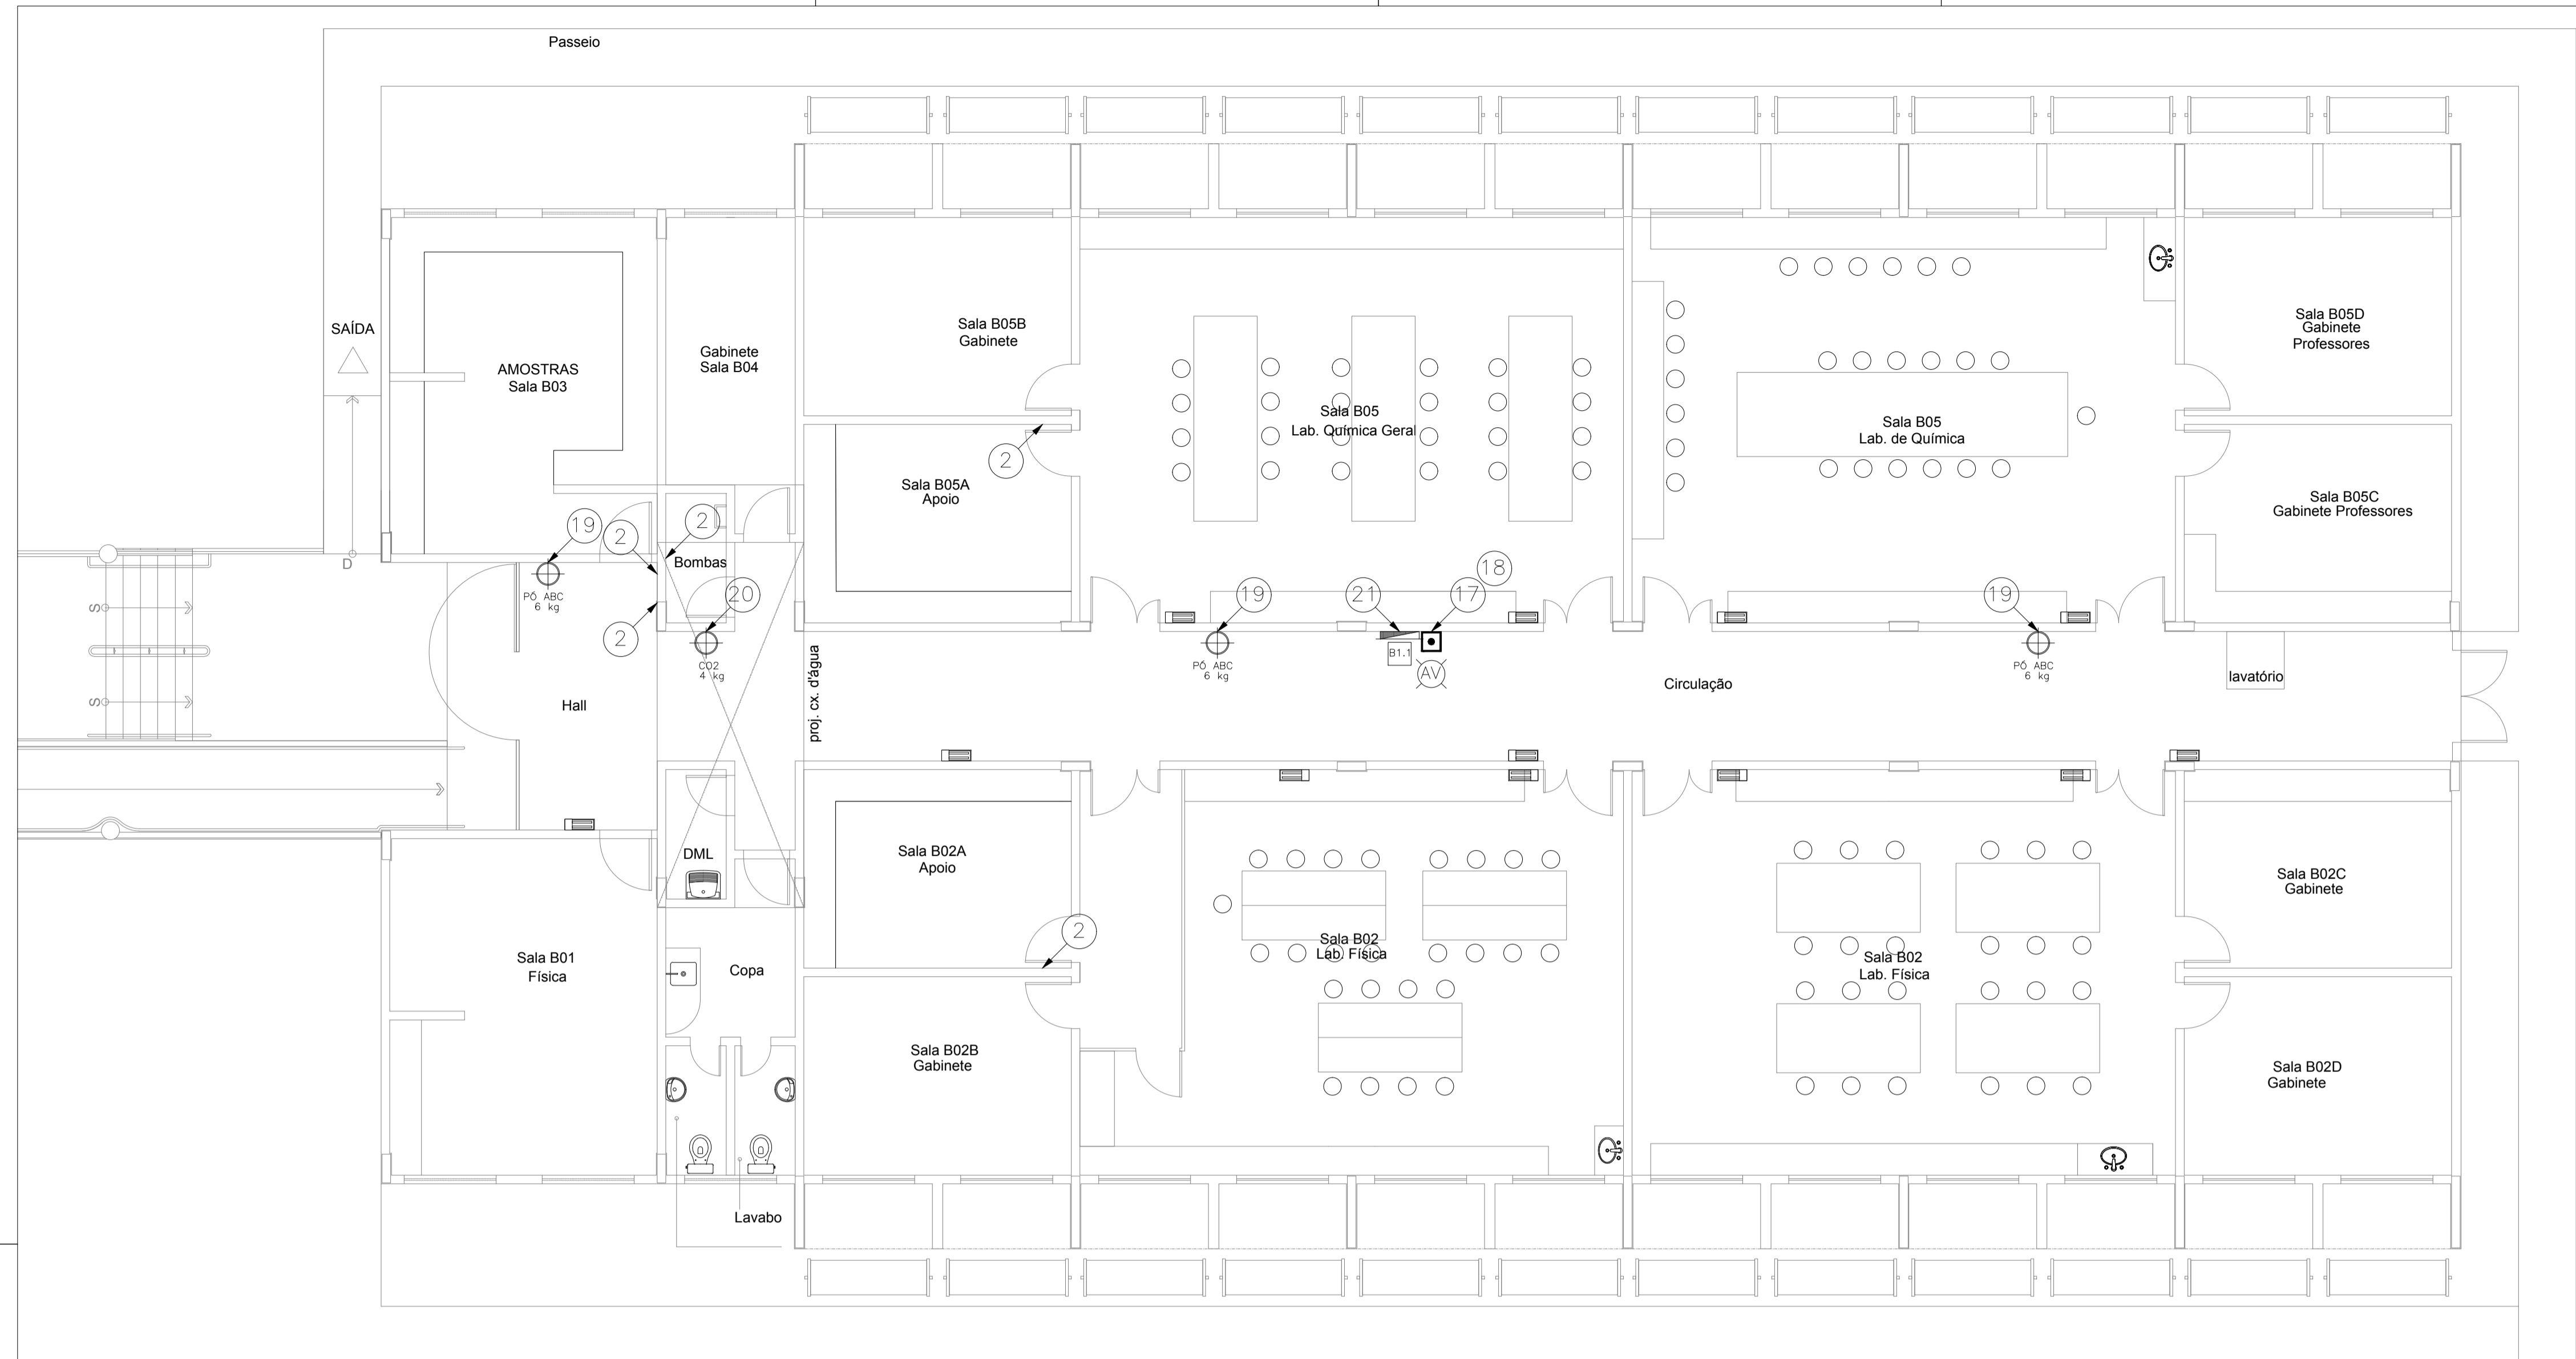 Passeio
SAÍDA
AMOSTRAS
Sala B03
Gabinete
Sala B04
Sala B05B
Gabinete
Sala B05A
Apoio
Sala B05
Lab. Química Geral
Sala B05
Lab. de Química
Sala B05D
Gabinete
Professores
Sala B05C
Gabinete Professores
2
19
2
2
Bombas
20
2
D
PÓ ABC
6 kg
CO2
4 kg
19
21
17
18
19
PÓ ABC
6 kg
B1.1
AV
PÓ ABC
6 kg
S
S
Hall
proj. cx. d'água
Circulação
lavatório
DML
Sala B02A
Apoio
2
Sala B01
Física
Copa
Sala B02
Lab. Física
Sala B02
Lab. Física
Sala B02C
Gabinete
Sala B02B
Gabinete
Sala B02D
Gabinete
Lavabo